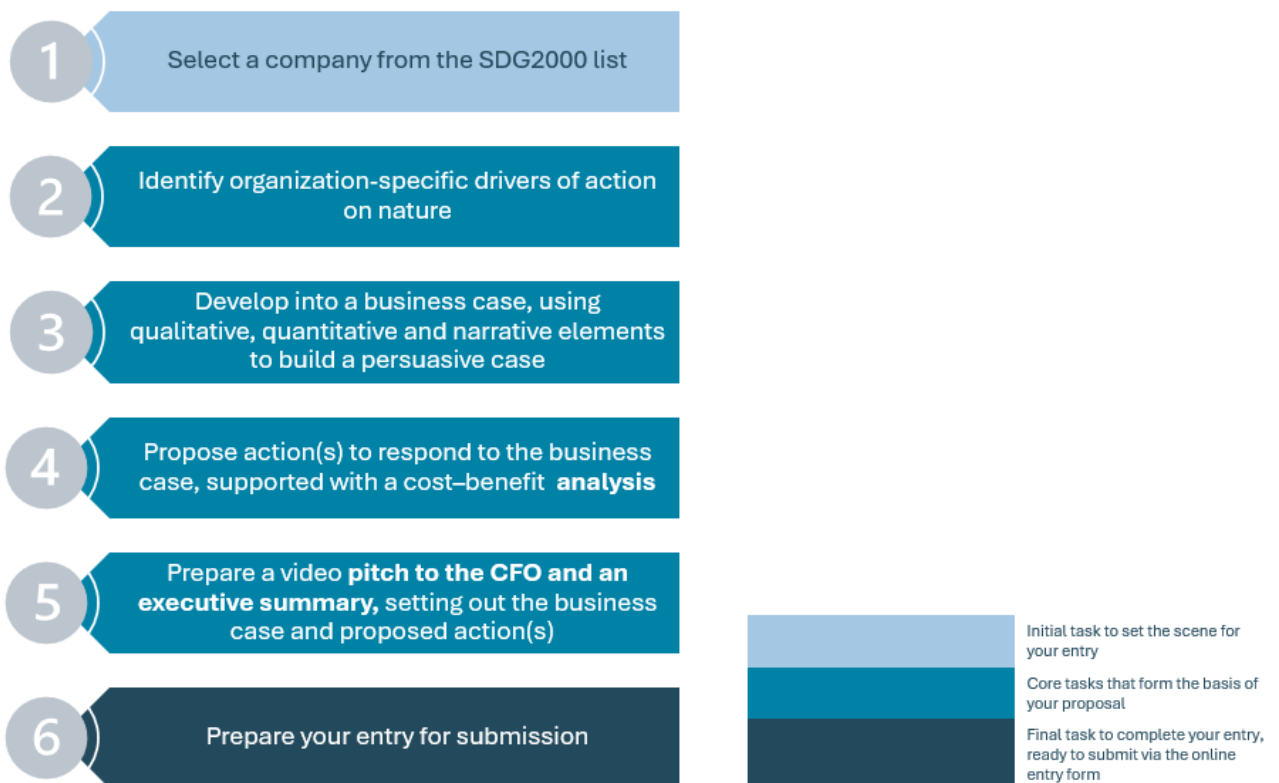 1
Select a company from the SDG2000 list
2
Identify organization-specific drivers of action
on nature
3
Develop into a business case, using
qualitative, quantitative and narrative elements
to build a persuasive case
4
Propose action(s) to respond to the business
case, supported with a cost–benefit analysis
5
Prepare a video pitch to the CFO and an
executive summary, setting out the business
case and proposed action(s)
6
Prepare your entry for submission
Initial task to set the scene for
your entry
Core tasks that form the basis of
your proposal
Final task to complete your entry,
ready to submit via the online
entry form